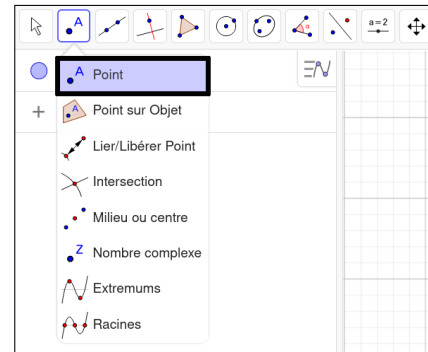 A
a=2
A Point
A Point sur Objet
Lier/Libérer Point
Intersection
Milieu ou centre
Z Nombre complexe
Extremums
Racines